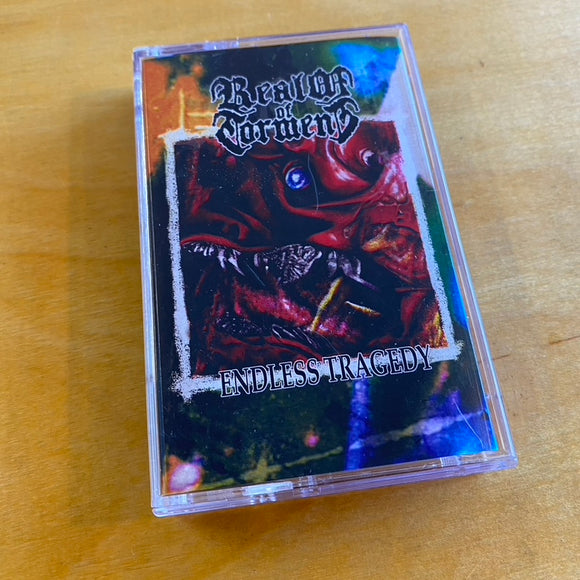 Realm
of
Torment
ENDLESS TRAGEDY